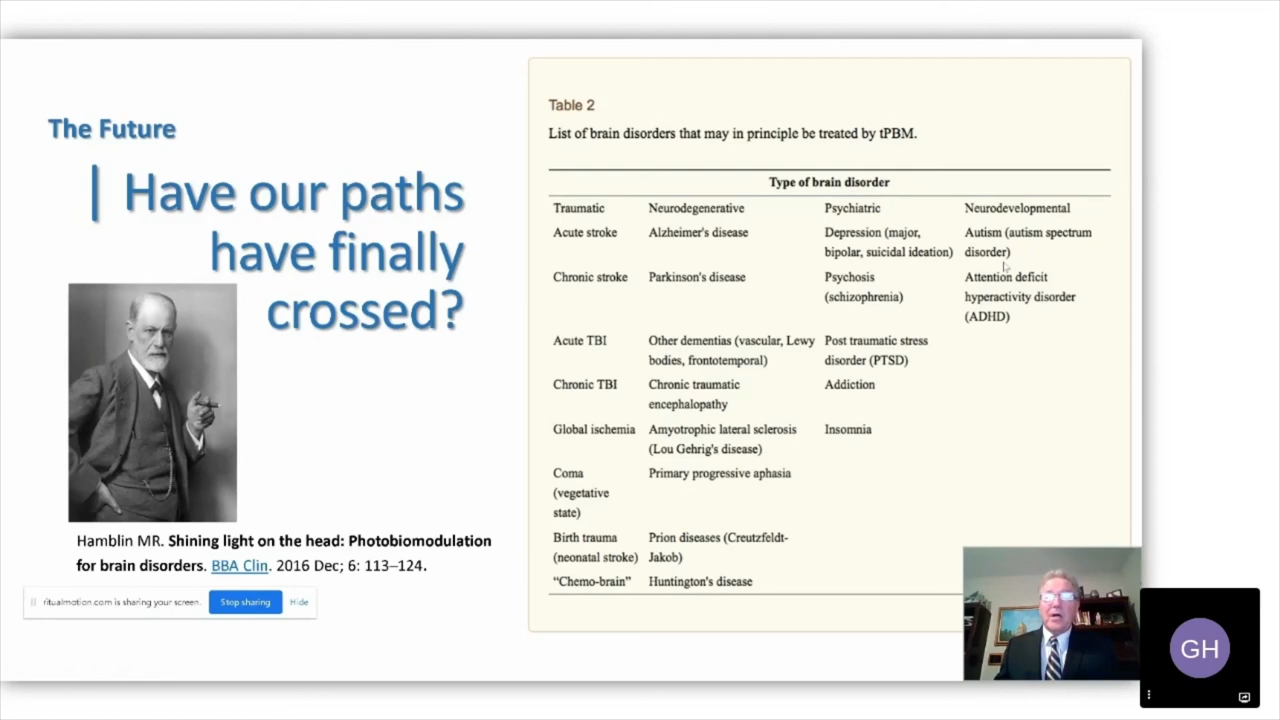 The Future
| Have our paths
have finally
crossed?
Hamblin MR. Shining light on the head: Photobiomodulation
for brain disorders. BBA Clin. 2016 Dec; 6: 113–124.
ritualmotion.com is sharing your screen. Stop sharing Hide
Table 2
List of brain disorders that may in principle be treated by tPBM.
Type of brain disorder
Traumatic Neurodegenerative Psychiatric Neurodevelopmental
Acute stroke Alzheimer's disease Depression (major, Autism (autism spectrum
bipolar, suicidal ideation) disorder)
Chronic stroke Parkinson's disease Psychosis Attention deficit
(schizophrenia) hyperactivity disorder
(ADHD)
Acute TBI Other dementias (vascular, Lewy Post traumatic stress
bodies, frontotemporal) disorder (PTSD)
Chronic TBI Chronic traumatic Addiction
encephalopathy
Global ischemia Amyotrophic lateral sclerosis Insomnia
(Lou Gehrig's disease)
Coma Primary progressive aphasia
(vegetative
state)
Birth trauma Prion diseases (Creutzfeldt-
(neonatal stroke) Jakob)
“Chemo-brain” Huntington's disease
GH